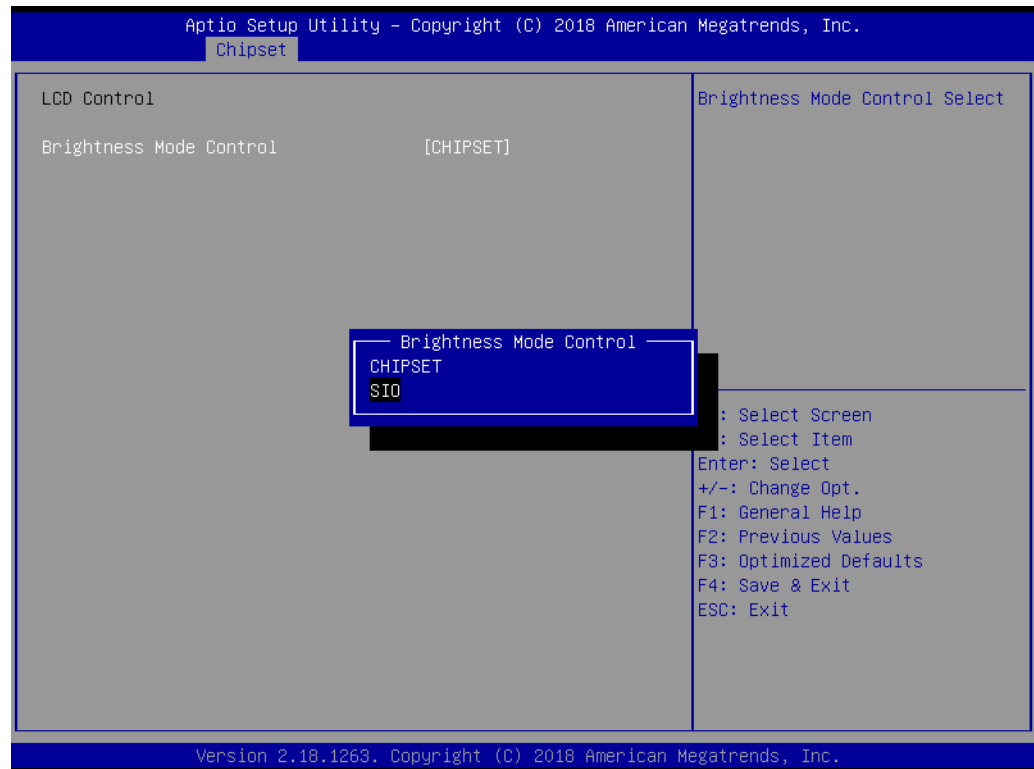 Aptio Setup Utility – Copyright (C) 2018 American Megatrends, Inc.
Chipset
LCD Control
Brightness Mode Control [CHIPSET]
Brightness Mode Control Select
Brightness Mode Control
CHIPSET
SIO
: Select Screen
: Select Item
Enter: Select
+/-: Change Opt.
F1: General Help
F2: Previous Values
F3: Optimized Defaults
F4: Save & Exit
ESC: Exit
Version 2.18.1263. Copyright (C) 2018 American Megatrends, Inc.